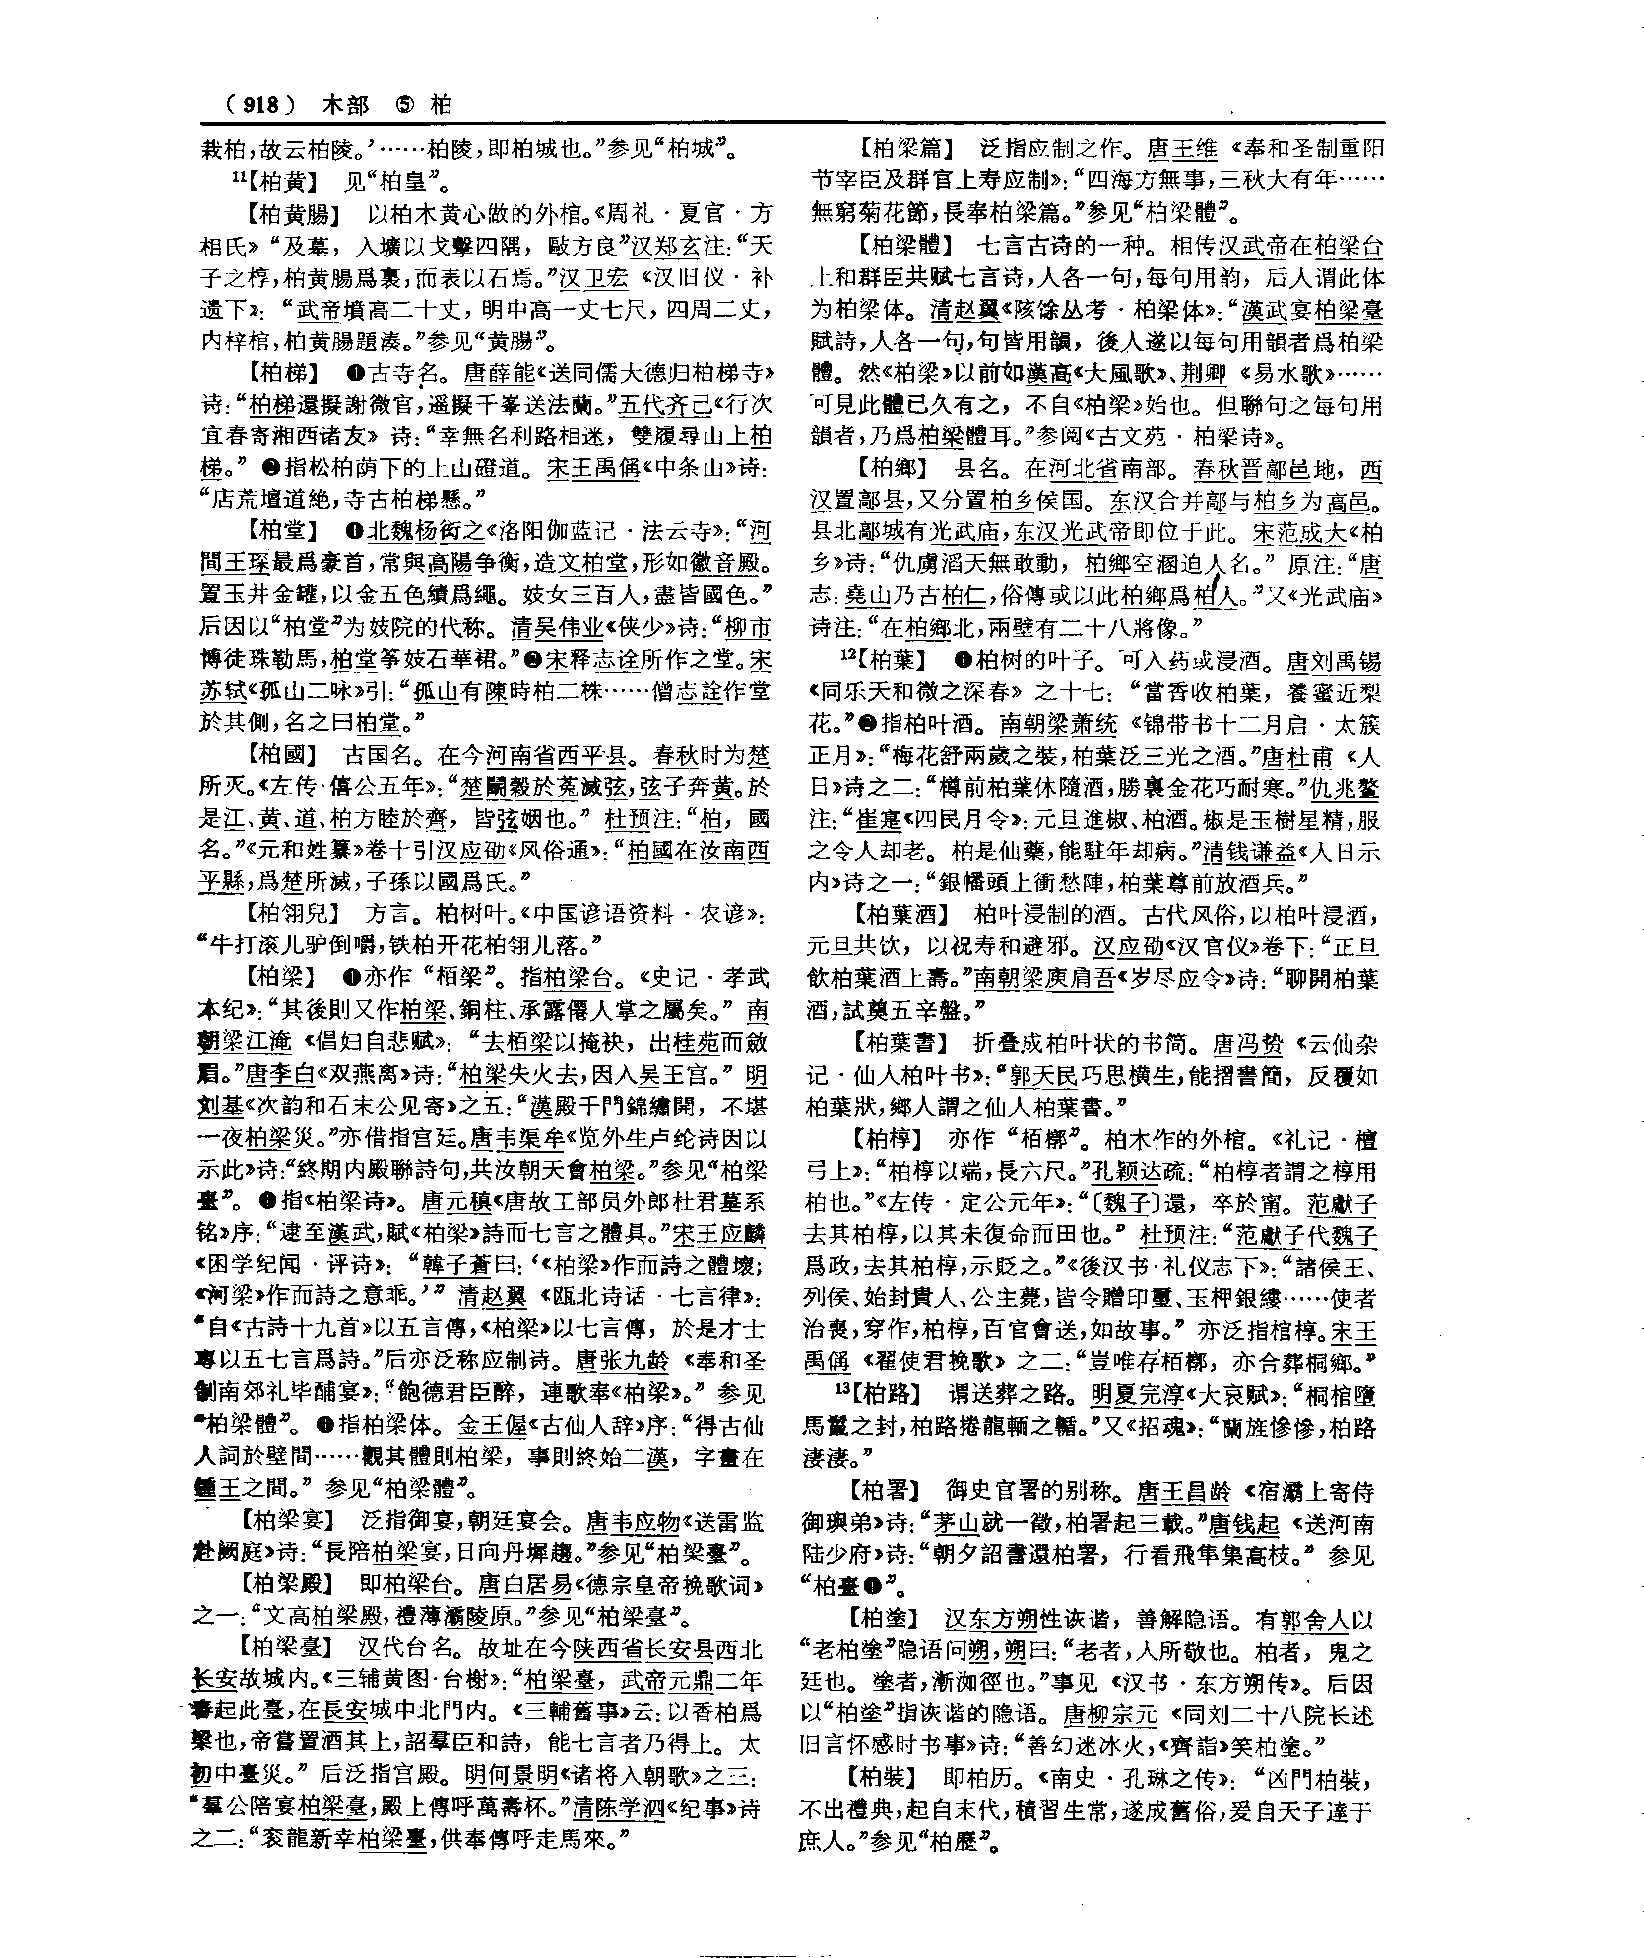 （918） 木部 ⑤ 柏
栽柏，故云柏陵。’……柏陵，即柏城也。”参见“柏城”。
¹¹【柏黄】 见“柏皇”。
【柏黄腸】 以柏木黄心做的外棺。《周礼·夏官·方
相氏》“及墓，入壙以戈擊四隅，敺方良”汉郑玄注：“天
子之椁，柏黄腸爲裏，而表以石焉。”汉卫宏《汉旧仪·补
遗下》：“武帝墳高二十丈，明中高一丈七尺，四周二丈，
内梓棺，柏黄腸題湊。”参见“黄腸”。
【柏梯】 ❶古寺名。唐薛能《送同儒大德归柏梯寺》
诗：“柏梯還擬謝微官，遥擬千峯送法蘭。”五代齐己《行次
宜春寄湘西诸友》诗：“幸無名利路相迷，雙履尋山上柏
梯。” ❷指松柏荫下的上山磴道。宋王禹偁《中条山》诗：
“店荒壇道絶，寺古柏梯懸。”
【柏堂】 ❶北魏杨衒之《洛阳伽蓝记·法云寺》：“河
間王琛最爲豪首，常與高陽争衡，造文柏堂，形如徽音殿。
置玉井金罐，以金五色績爲繩。妓女三百人，盡皆國色。”
后因以“柏堂”为妓院的代称。清吴伟业《侠少》诗：“柳市
博徒珠勒馬，柏堂筝妓石華裙。”❷宋释志诠所作之堂。宋
苏轼《孤山二咏》引：“孤山有陳時柏二株……僧志詮作堂
於其側，名之曰柏堂。”
【柏國】 古国名。在今河南省西平县。春秋时为楚
所灭。《左传·僖公五年》：“楚鬬穀於菟滅弦，弦子奔黄。於
是江、黄、道、柏方睦於齊，皆弦姻也。” 杜预注：“柏，國
名。”《元和姓纂》卷十引汉应劭《风俗通》：“柏國在汝南西
平縣，爲楚所滅，子孫以國爲氏。”
【柏翎兒】 方言。柏树叶。《中国谚语资料·农谚》：
“牛打滚儿驴倒嚼，铁柏开花柏翎儿落。”
【柏梁】 ❶亦作“栢梁”。指柏梁台。《史记·孝武
本纪》：“其後則又作柏梁、銅柱、承露僊人掌之屬矣。” 南
朝梁江淹《倡妇自悲赋》：“去栢梁以掩袂，出桂苑而斂
眉。”唐李白《双燕离》诗：“柏梁失火去，因入吴王宫。” 明
刘基《次韵和石末公见寄》之五：“漢殿千門錦繡開，不堪
一夜柏梁災。”亦借指宫廷。唐韦渠牟《览外生卢纶诗因以
示此》诗：“終期内殿聯詩句，共汝朝天會柏梁。”参见“柏梁
臺”。❷指《柏梁诗》。唐元稹《唐故工部员外郎杜君墓系
铭》序：“逮至漢武，賦《柏梁》詩而七言之體具。”宋王应麟
《困学纪闻·评诗》：“韓子蒼曰：‘《柏梁》作而詩之體壞；
《河梁》作而詩之意乖。’” 清赵翼《瓯北诗话·七言律》：
“自《古詩十九首》以五言傳，《柏梁》以七言傳，於是才士
專以五七言爲詩。”后亦泛称应制诗。唐张九龄《奉和圣
制南郊礼毕酺宴》：“飽德君臣醉，連歌奉《柏梁》。” 参见
“柏梁體”。❸指柏梁体。金王偓《古仙人辞》序：“得古仙
人詞於壁間……觀其體則柏梁，事則終始二漢，字畫在
鍾王之間。” 参见“柏梁體”。
【柏梁宴】 泛指御宴，朝廷宴会。唐韦应物《送雷监
赴阙庭》诗：“長陪柏梁宴，日向丹墀趨。”参见“柏梁臺”。
【柏梁殿】 即柏梁台。唐白居易《德宗皇帝挽歌词》
之一：“文高柏梁殿，禮薄灞陵原。”参见“柏梁臺”。
【柏梁臺】 汉代台名。故址在今陕西省长安县西北
长安故城内。《三辅黄图·台榭》：“柏梁臺，武帝元鼎二年
春起此臺，在長安城中北門内。《三輔舊事》云：以香柏爲
梁也，帝嘗置酒其上，詔羣臣和詩，能七言者乃得上。太
初中臺災。” 后泛指宫殿。明何景明《诸将入朝歌》之三：
“羣公陪宴柏梁臺，殿上傳呼萬壽杯。”清陈学泗《纪事》诗
之二：“衮龍新幸柏梁臺，供奉傳呼走馬來。”
【柏梁篇】 泛指应制之作。唐王维《奉和圣制重阳
节宰臣及群官上寿应制》：“四海方無事，三秋大有年……
無窮菊花節，長奉柏梁篇。”参见“柏梁體”。
【柏梁體】 七言古诗的一种。相传汉武帝在柏梁台
上和群臣共赋七言诗，人各一句，每句用韵，后人谓此体
为柏梁体。清赵翼《陔馀丛考·柏梁体》：“漢武宴柏梁臺
賦詩，人各一句，句皆用韻，後人遂以每句用韻者爲柏梁
體。然《柏梁》以前如漢高《大風歌》、荆卿《易水歌》……
可見此體已久有之，不自《柏梁》始也。但聯句之每句用
韻者，乃爲柏梁體耳。”参阅《古文苑·柏梁诗》。
【柏鄉】 县名。在河北省南部。春秋晋鄗邑地，西
汉置鄗县，又分置柏乡侯国。东汉合并鄗与柏乡为高邑。
县北鄗城有光武庙，东汉光武帝即位于此。宋范成大《柏
乡》诗：“仇虜滔天無敢動，柏鄉空溷迫人名。” 原注：“唐
志：堯山乃古柏仁，俗傳或以此柏鄉爲柏人。”又《光武庙》
诗注：“在柏鄉北，兩壁有二十八將像。”
¹²【柏葉】 ❶柏树的叶子。可入药或浸酒。唐刘禹锡
《同乐天和微之深春》之十七：“當香收柏葉，養蜜近梨
花。”❷指柏叶酒。南朝梁萧统《锦带书十二月启·太簇
正月》：“梅花舒兩歲之裝，柏葉泛三光之酒。”唐杜甫《人
日》诗之二：“樽前柏葉休隨酒，勝裏金花巧耐寒。”仇兆鳌
注：“崔寔《四民月令》：元旦進椒、柏酒。椒是玉樹星精，服
之令人却老。柏是仙藥，能駐年却病。”清钱谦益《人日示
内》诗之一：“銀幡頭上衝愁陣，柏葉尊前放酒兵。”
【柏葉酒】 柏叶浸制的酒。古代风俗，以柏叶浸酒，
元旦共饮，以祝寿和避邪。汉应劭《汉官仪》卷下：“正旦
飲柏葉酒上壽。”南朝梁庾肩吾《岁尽应令》诗：“聊開柏葉
酒，試奠五辛盤。”
【柏葉書】 折叠成柏叶状的书简。唐冯贽《云仙杂
记·仙人柏叶书》：“郭天民巧思横生，能摺書簡，反覆如
柏葉狀，鄉人謂之仙人柏葉書。”
【柏椁】 亦作“栢槨”。柏木作的外棺。《礼记·檀
弓上》：“柏椁以端，長六尺。”孔颖达疏：“柏椁者謂之椁用
柏也。”《左传·定公元年》：“〔魏子〕還，卒於甯。范獻子
去其柏椁，以其未復命而田也。” 杜预注：“范獻子代魏子
爲政，去其柏椁，示貶之。”《後汉书·礼仪志下》：“諸侯王、
列侯、始封貴人、公主薨，皆令贈印璽、玉柙銀縷……使者
治喪，穿作，柏椁，百官會送，如故事。” 亦泛指棺椁。宋王
禹偁《翟使君挽歌》之二：“豈唯存栢槨，亦合葬桐鄉。”
¹³【柏路】 谓送葬之路。明夏完淳《大哀赋》：“桐棺墮
馬鬣之封，柏路捲龍輴之輴。”又《招魂》：“蘭旌慘慘，柏路
淒淒。”
【柏署】 御史官署的别称。唐王昌龄《宿灞上寄侍
御璵弟》诗：“茅山就一徵，柏署起三載。”唐钱起《送河南
陆少府》诗：“朝夕詔書還柏署，行看飛隼集高枝。” 参见
“柏臺❶”。
【柏塗】 汉东方朔性诙谐，善解隐语。有郭舍人以
“老柏塗”隐语问朔，朔曰：“老者，人所敬也。柏者，鬼之
廷也。塗者，漸洳徑也。”事见《汉书·东方朔传》。后因
以“柏塗”指诙谐的隐语。唐柳宗元《同刘二十八院长述
旧言怀感时书事》诗：“善幻迷冰火，《齊諧》笑柏塗。”
【柏裝】 即柏历。《南史·孔琳之传》：“凶門柏裝，
不出禮典，起自末代，積習生常，遂成舊俗，爰自天子達于
庶人。”参见“柏歷”。